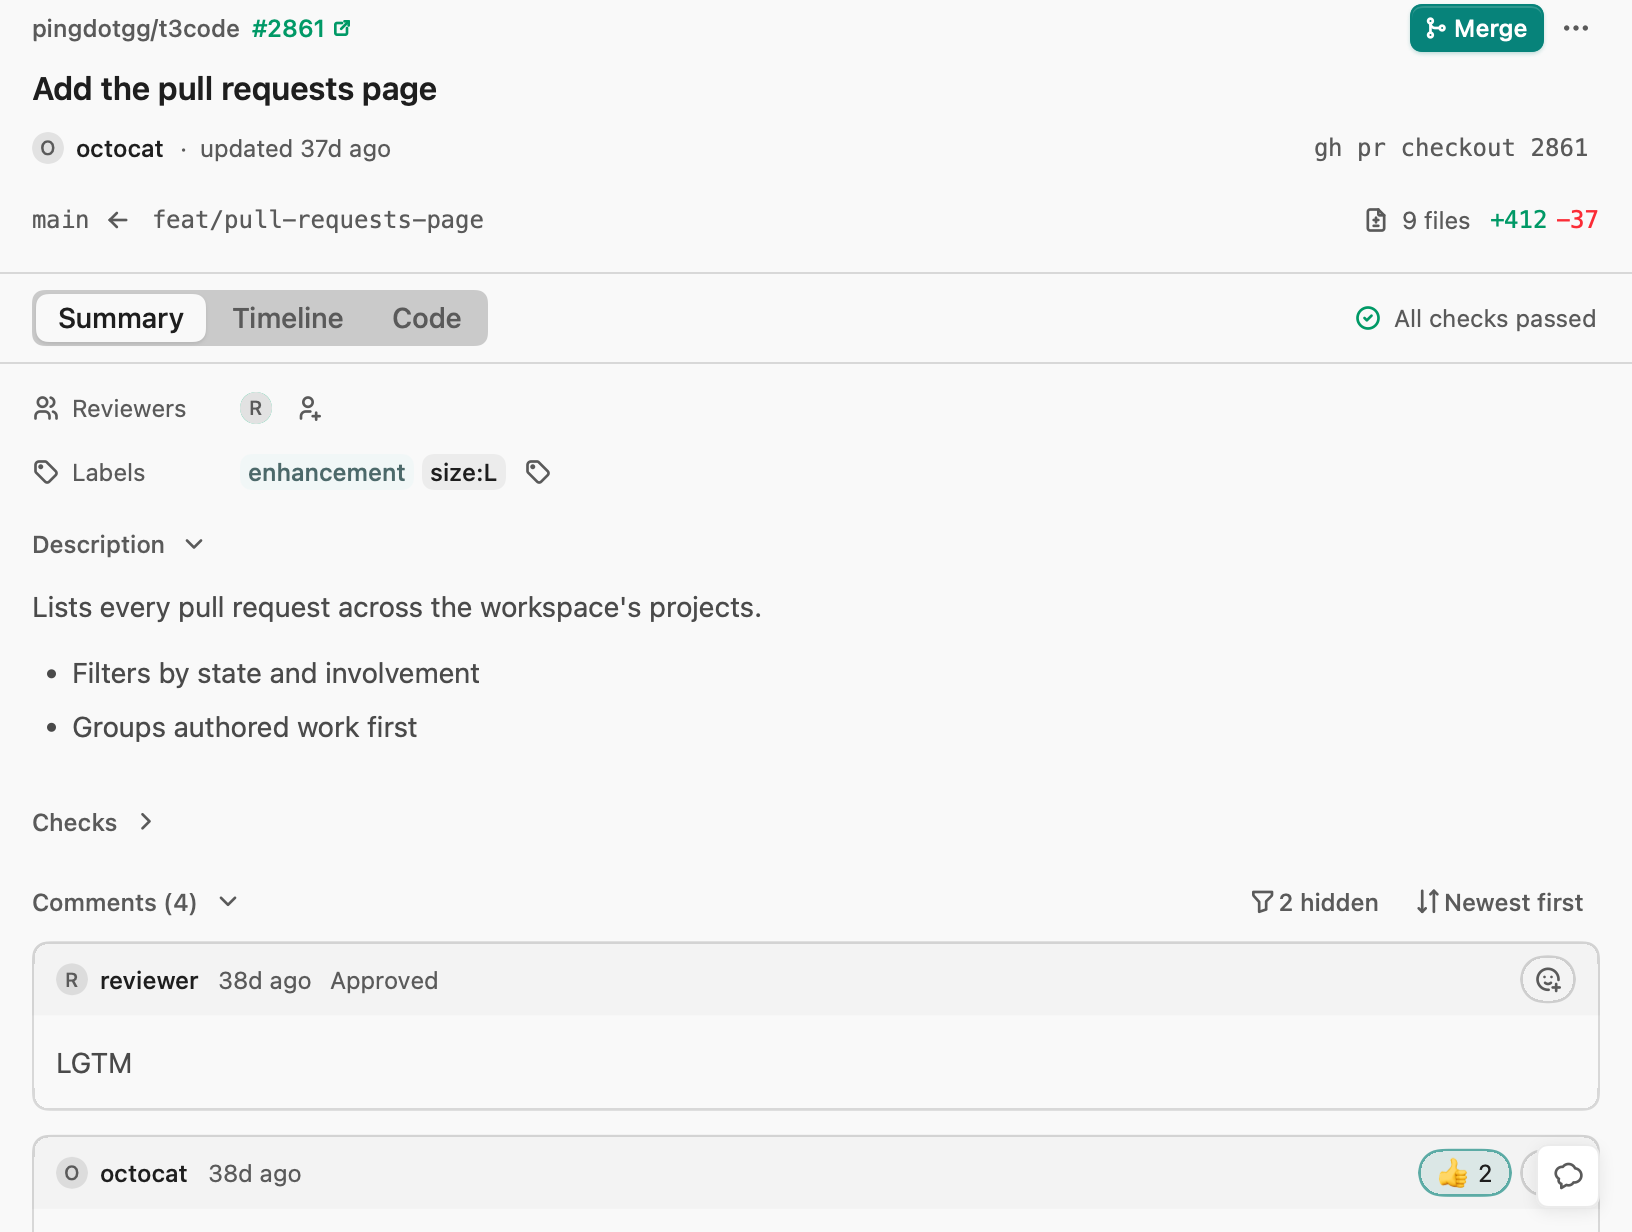 pingdotgg/t3code #2861
Merge
Add the pull requests page
O octocat · updated 37d ago
gh pr checkout 2861
main ← feat/pull-requests-page
9 files +412 −37
Summary Timeline Code
All checks passed
Reviewers R
Labels enhancement size:L
Description
Lists every pull request across the workspace's projects.
• Filters by state and involvement
• Groups authored work first
Checks
Comments (4)
2 hidden Newest first
R reviewer 38d ago Approved
LGTM
O octocat 38d ago
👍 2